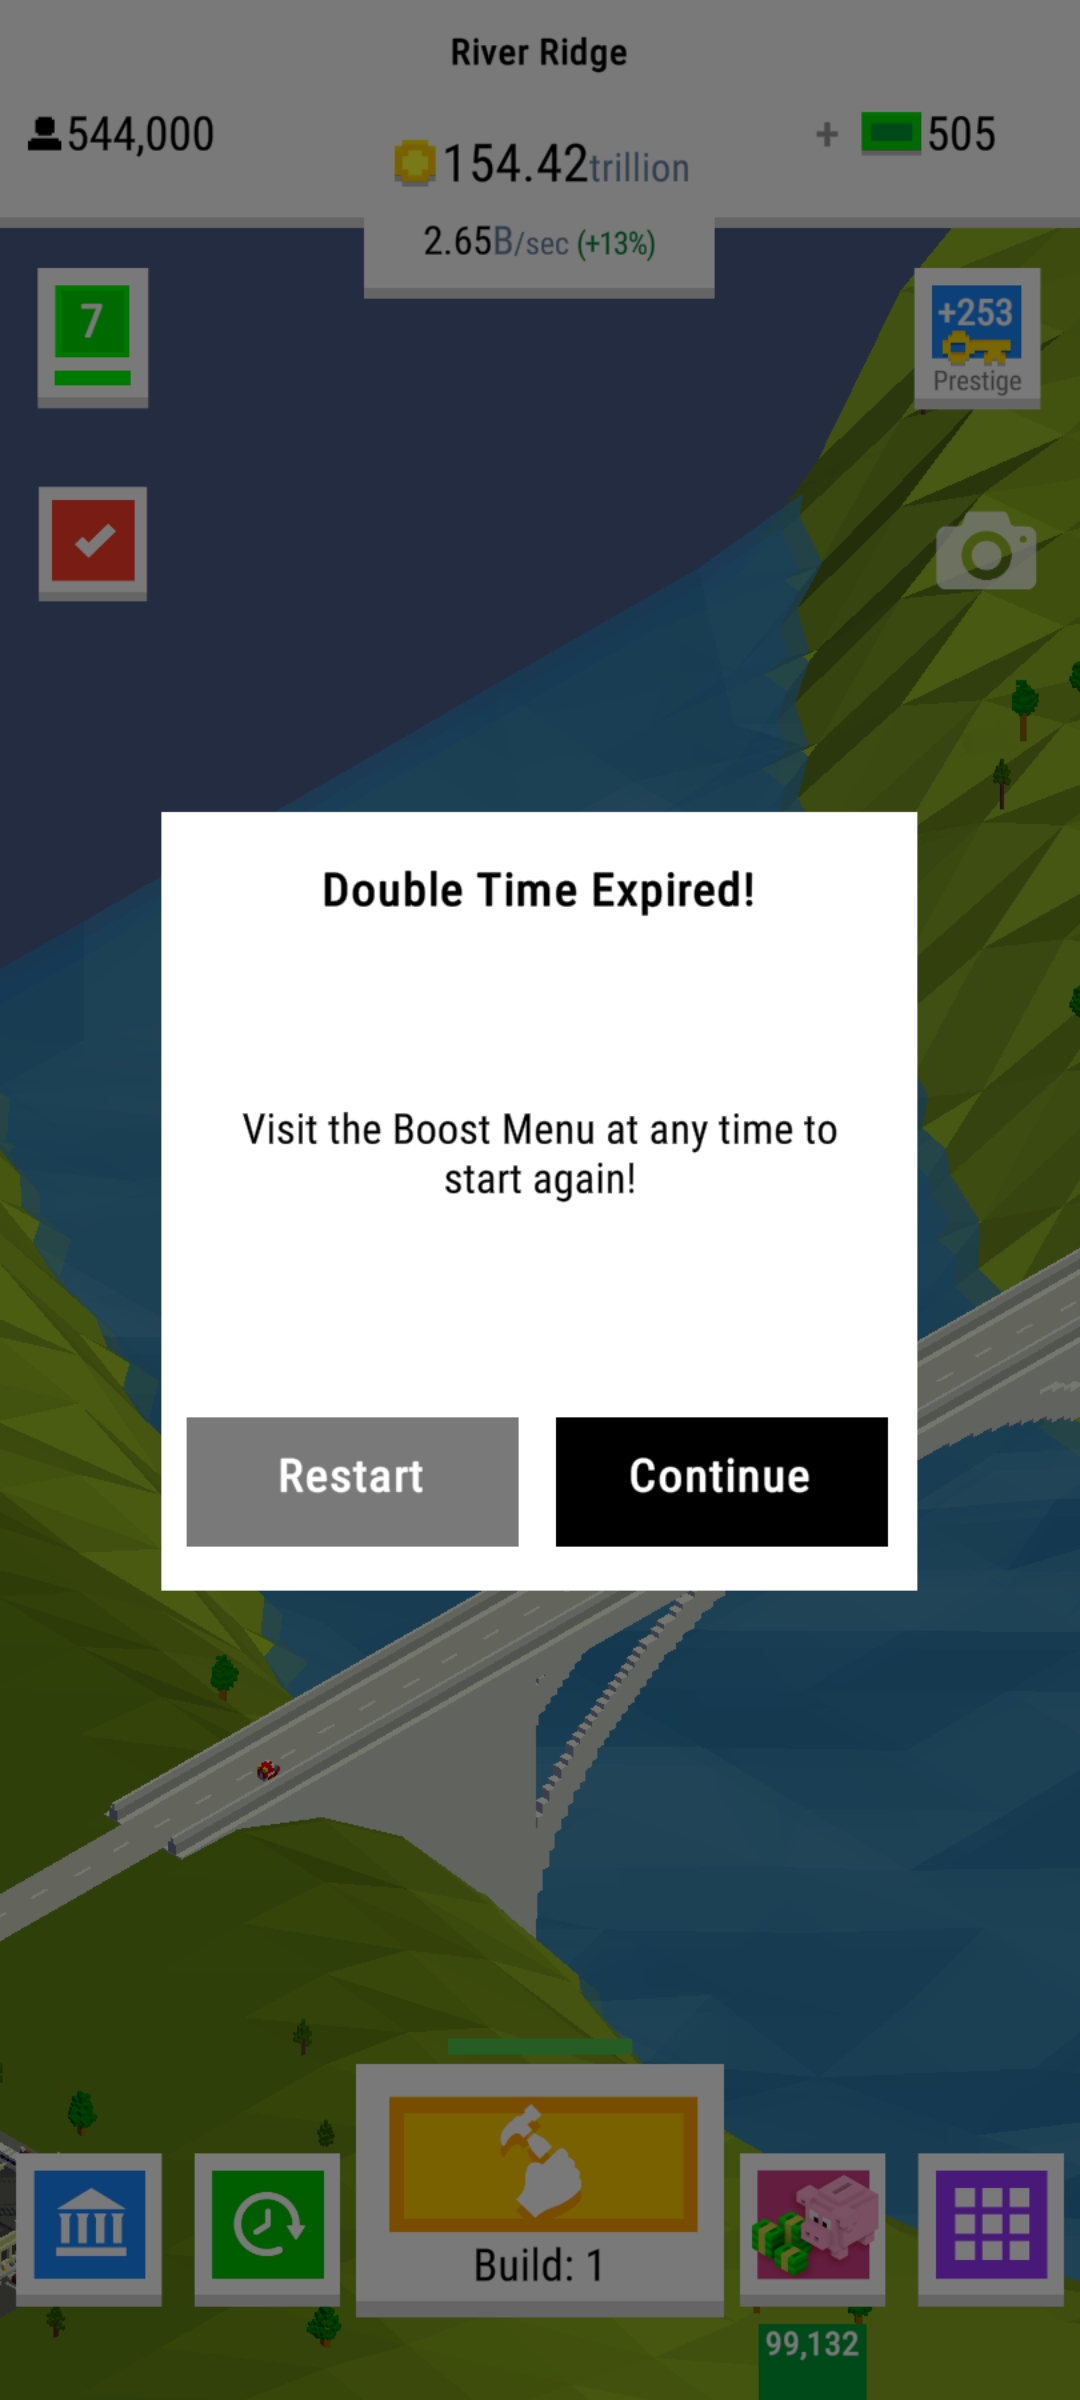 River Ridge
544,000
154.42trillion
+ 505
2.65B/sec (+13%)
7
+253
Prestige
Double Time Expired!
Visit the Boost Menu at any time to
start again!
Restart
Continue
Build: 1
99,132